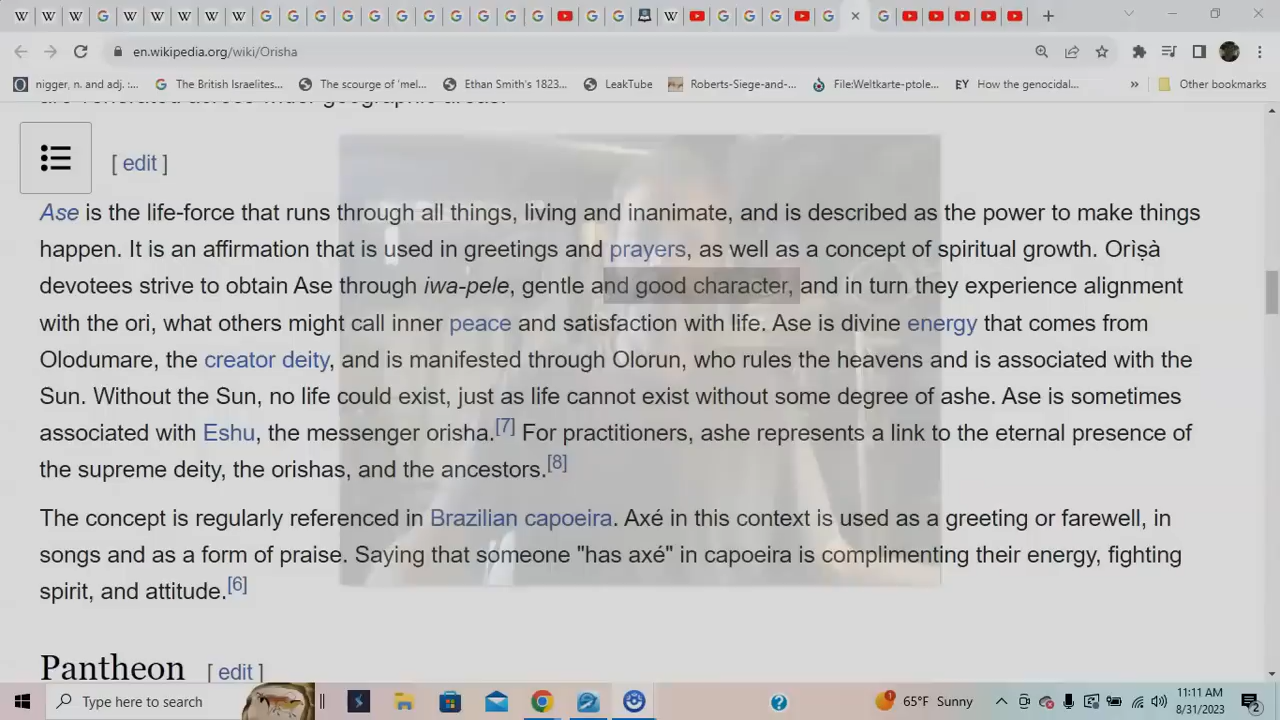 en.wikipedia.org/wiki/Orisha
nigger, n. and adj. :...
The British Israelites...
The scourge of 'mel...
Ethan Smith's 1823...
LeakTube
Roberts-Siege-and-...
File:Weltkarte-ptole...
EY How the genocidal...
»
Other bookmarks
[ edit ]
Ase is the life-force that runs through all things, living and inanimate, and is described as the power to make things
happen. It is an affirmation that is used in greetings and prayers, as well as a concept of spiritual growth. Orìṣà
devotees strive to obtain Ase through iwa-pele, gentle and good character, and in turn they experience alignment
with the ori, what others might call inner peace and satisfaction with life. Ase is divine energy that comes from
Olodumare, the creator deity, and is manifested through Olorun, who rules the heavens and is associated with the
Sun. Without the Sun, no life could exist, just as life cannot exist without some degree of ashe. Ase is sometimes
associated with Eshu, the messenger orisha.[7] For practitioners, ashe represents a link to the eternal presence of
the supreme deity, the orishas, and the ancestors.[8]
The concept is regularly referenced in Brazilian capoeira. Axé in this context is used as a greeting or farewell, in
songs and as a form of praise. Saying that someone "has axé" in capoeira is complimenting their energy, fighting
spirit, and attitude.[6]
Pantheon [ edit ]
Type here to search
65°F Sunny
11:11 AM
8/31/2023
2